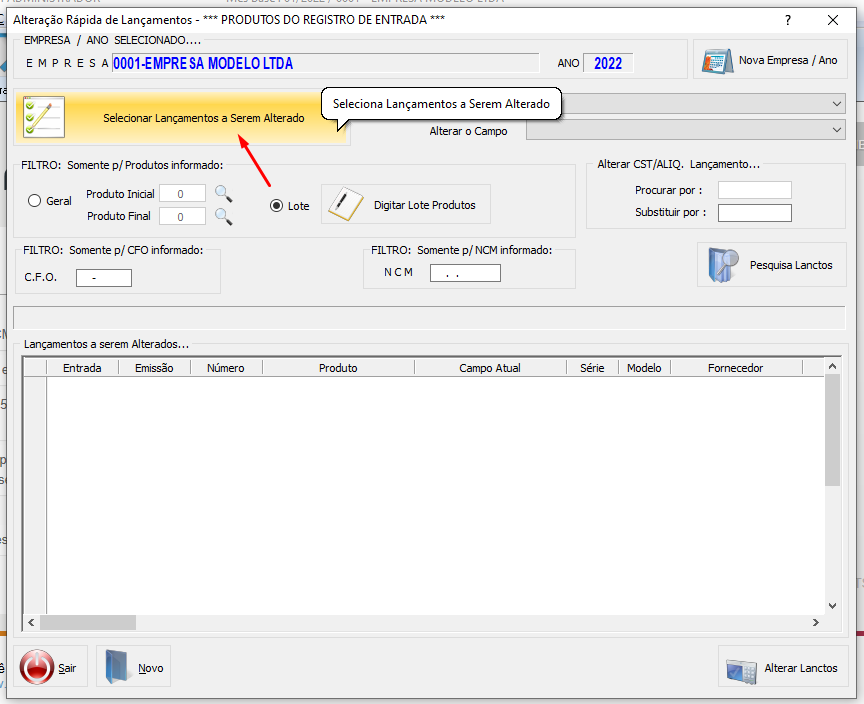 Alteração Rápida de Lançamentos - *** PRODUTOS DO REGISTRO DE ENTRADA ***
?
EMPRESA / ANO SELECIONADO....
E M P R E S A 0001-EMPRESA MODELO LTDA
ANO 2022
Nova Empresa / Ano
Selecionar Lançamentos a Serem Alterado
Seleciona Lançamentos a Serem Alterado
Alterar o Campo
FILTRO: Somente p/ Produtos informado:
Geral
Produto Inicial 0
Produto Final 0
Lote
Digitar Lote Produtos
Alterar CST/ALIQ. Lançamento...
Procurar por :
Substituir por :
FILTRO: Somente p/ CFO informado:
C.F.O. -
FILTRO: Somente p/ NCM informado:
N C M . .
Pesquisa Lanctos
Lançamentos a serem Alterados...
Entrada Emissão Número Produto Campo Atual Série Modelo Fornecedor
Sair
Novo
Alterar Lanctos